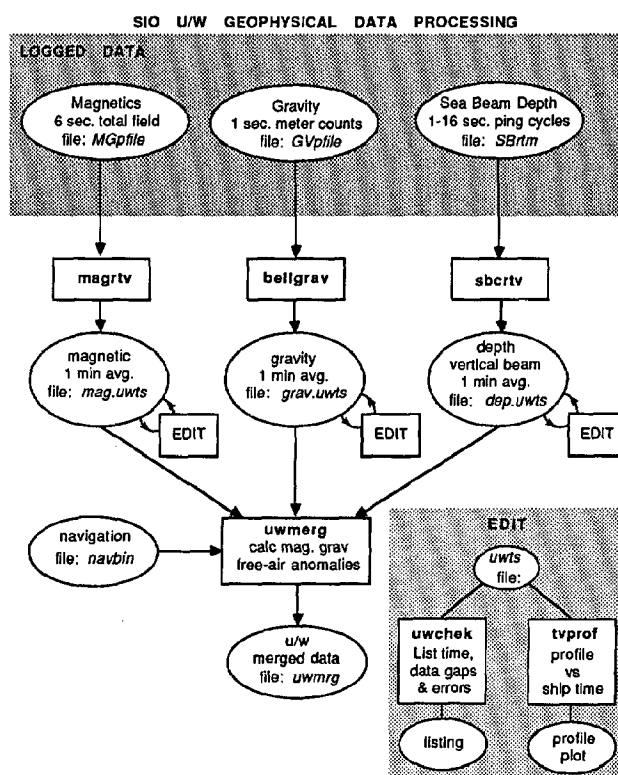 SIO U/W GEOPHYSICAL DATA PROCESSING
LOGGED DATA
Magnetics
6 sec. total field
file: MGpfile
Gravity
1 sec. meter counts
file: GVpfile
Sea Beam Depth
1-16 sec. ping cycles
file: SBrtm
magrtv
bellgrav
sbcrtv
magnetic
1 min avg.
file: mag.uwts
EDIT
gravity
1 min avg.
file: grav.uwts
EDIT
depth
vertical beam
1 min avg.
file: dep.uwts
EDIT
navigation
file: navbin
uwmerg
calc mag. grav
free-air anomalies
u/w
merged data
file: uwmrg
EDIT
uwts
file:
uwchek
List time,
data gaps
& errors
tvprof
profile
vs
ship time
listing
profile
plot